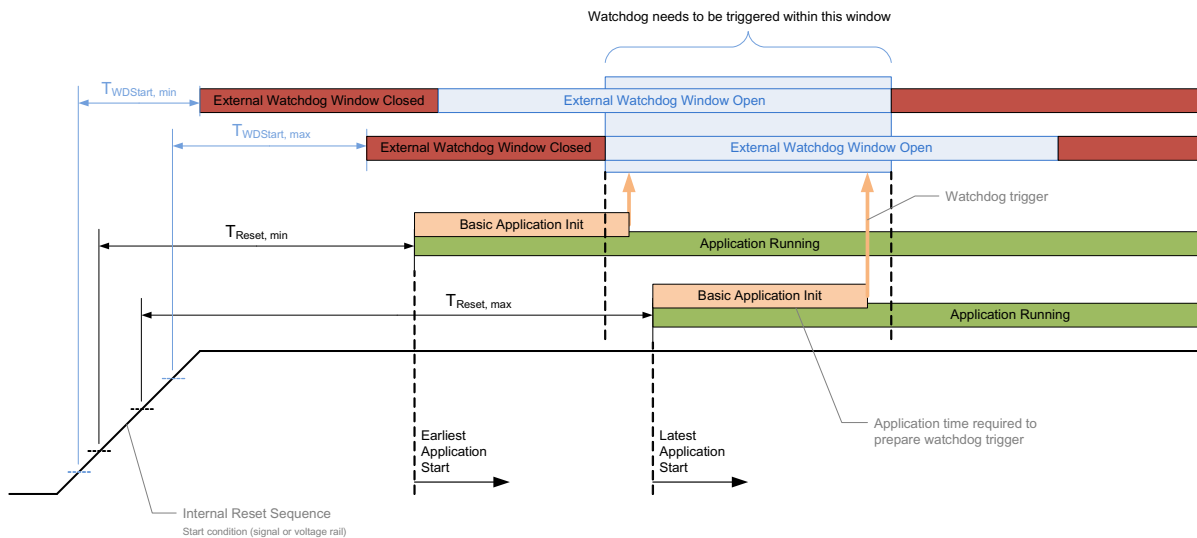 Watchdog needs to be triggered within this window
TWDStart, min
External Watchdog Window Closed
External Watchdog Window Open
TWDStart, max
External Watchdog Window Closed
External Watchdog Window Open
Watchdog trigger
Basic Application Init
TReset, min
Application Running
Basic Application Init
TReset, max
Application Running
Earliest
Application
Start
Latest
Application
Start
Application time required to
prepare watchdog trigger
Internal Reset Sequence
Start condition (signal or voltage rail)